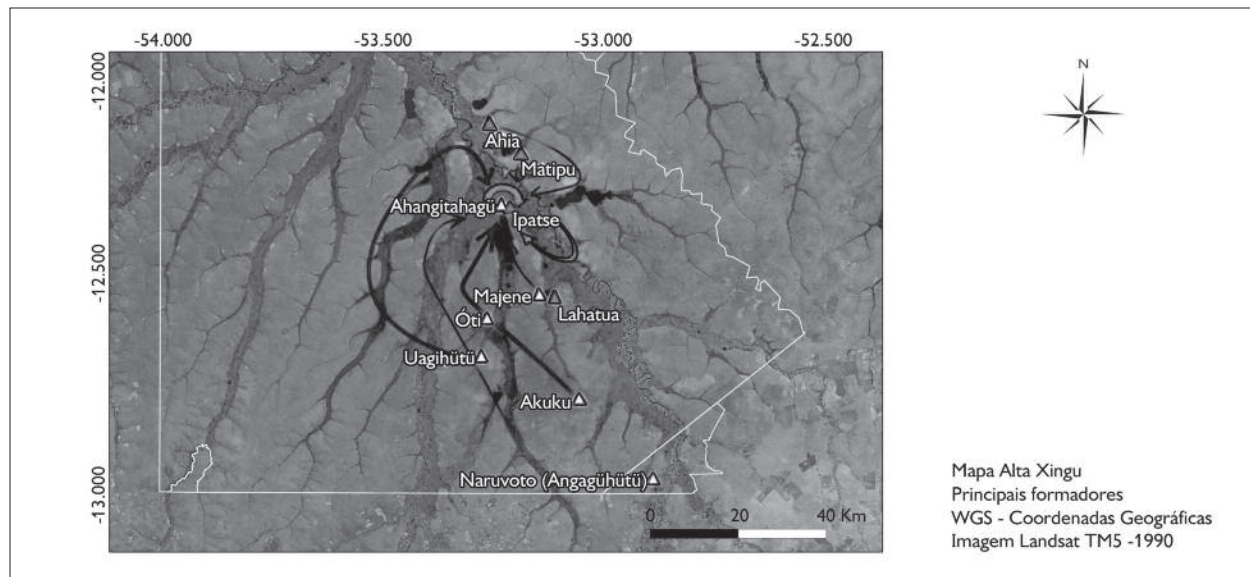 -54.000 -53.500 -53.000 -52.500
-12.000
-12.500
-13.000
N
Ahia
Matipu
Ahangitahagü
Ipatse
Majene
Lahatua
Óti
Uagihütü
Akuku
Naruvoto (Angagühütü)
0 20 40 Km
Mapa Alta Xingu
Principais formadores
WGS - Coordenadas Geográficas
Imagem Landsat TM5 -1990